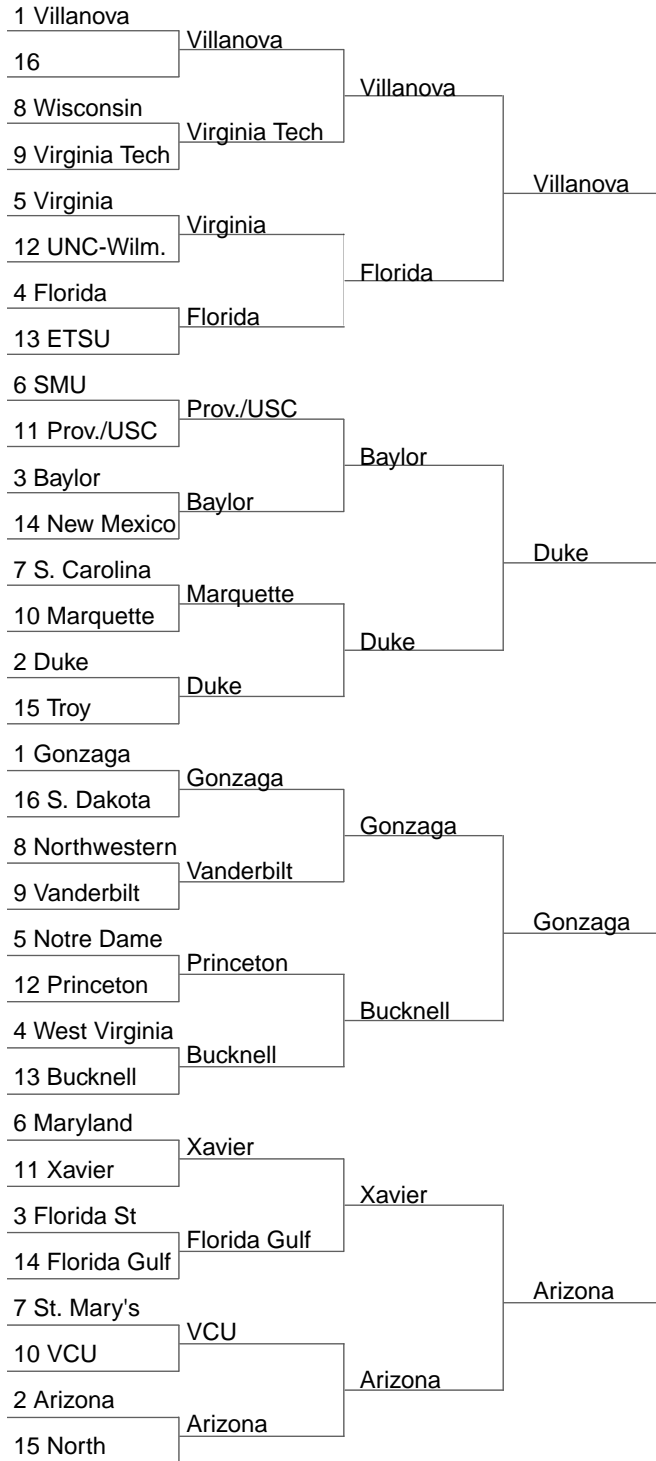 1 Villanova
16
8 Wisconsin
9 Virginia Tech
5 Virginia
12 UNC-Wilm.
4 Florida
13 ETSU
6 SMU
11 Prov./USC
3 Baylor
14 New Mexico
7 S. Carolina
10 Marquette
2 Duke
15 Troy
1 Gonzaga
16 S. Dakota
8 Northwestern
9 Vanderbilt
5 Notre Dame
12 Princeton
4 West Virginia
13 Bucknell
6 Maryland
11 Xavier
3 Florida St
14 Florida Gulf
7 St. Mary's
10 VCU
2 Arizona
15 North
Villanova
Virginia Tech
Virginia
Florida
Prov./USC
Baylor
Marquette
Duke
Gonzaga
Vanderbilt
Princeton
Bucknell
Xavier
Florida Gulf
VCU
Arizona
Villanova
Florida
Baylor
Duke
Gonzaga
Bucknell
Xavier
Arizona
Villanova
Duke
Gonzaga
Arizona